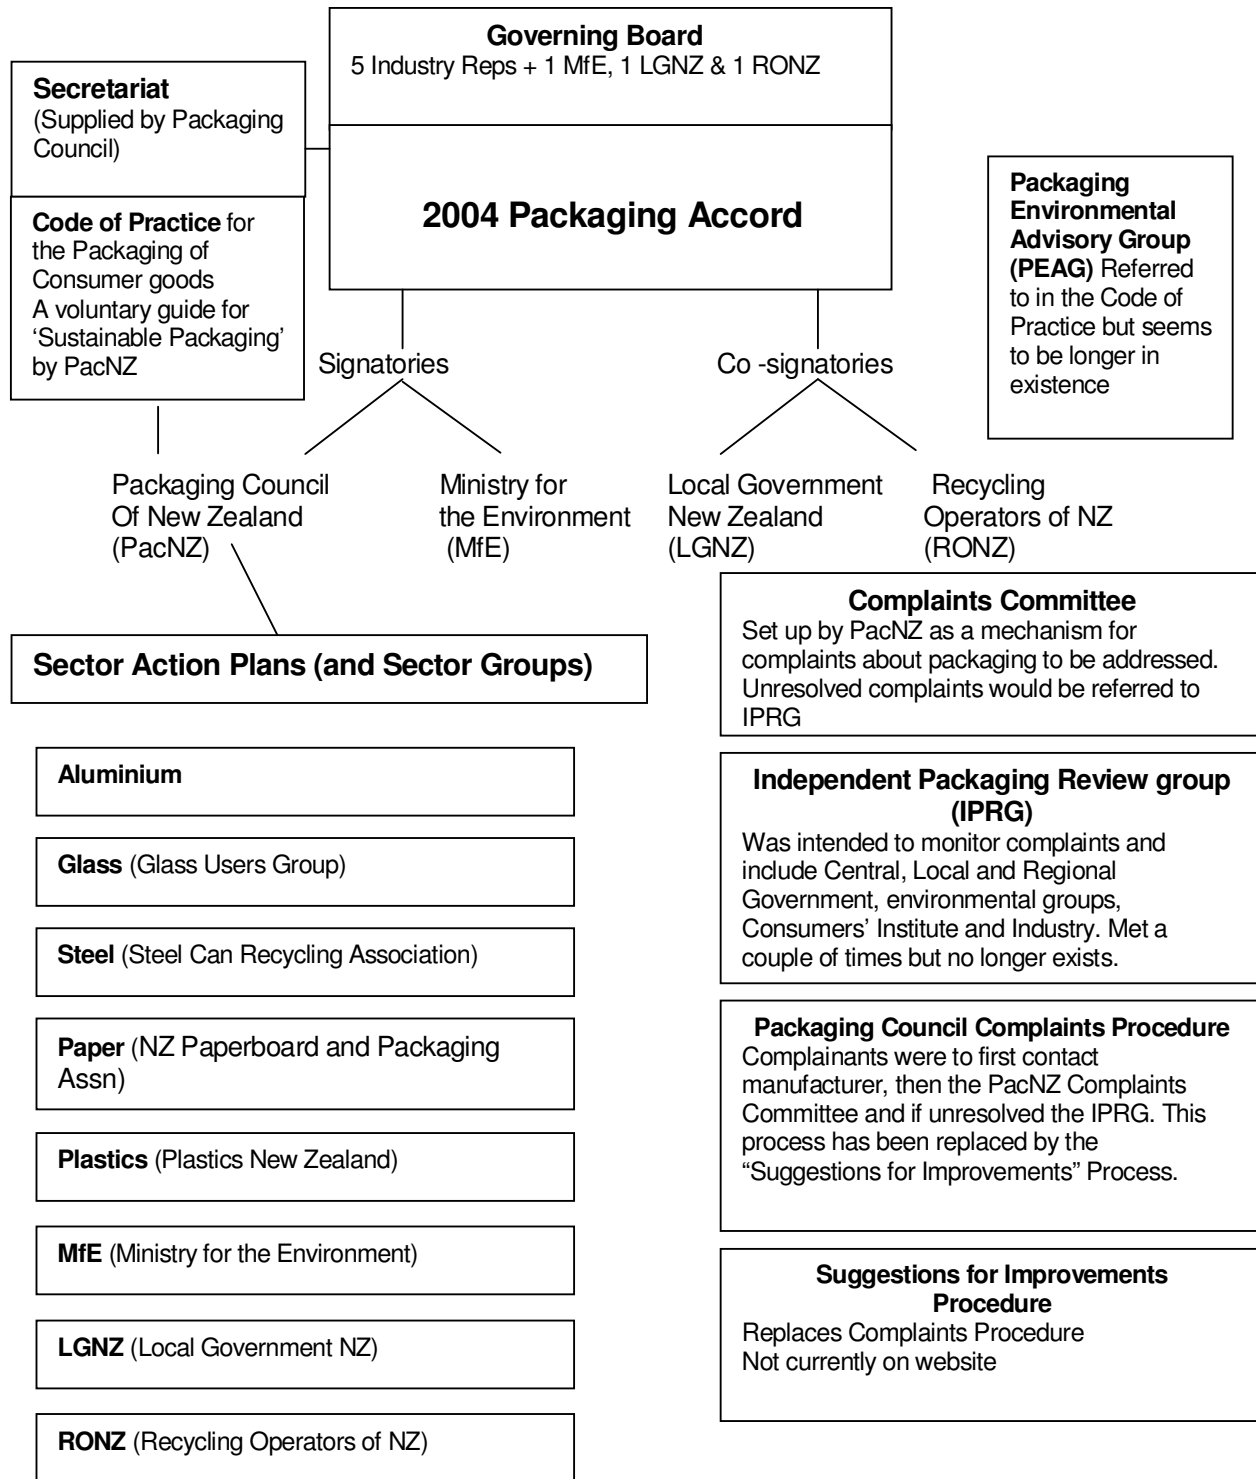 Governing Board
5 Industry Reps + 1 MfE, 1 LGNZ & 1 RONZ
Secretariat
(Supplied by Packaging
Council)
2004 Packaging Accord
Code of Practice for
the Packaging of
Consumer goods
A voluntary guide for
‘Sustainable Packaging’
by PacNZ
Packaging
Environmental
Advisory Group
(PEAG) Referred
to in the Code of
Practice but seems
to be longer in
existence
Signatories
Co -signatories
Packaging Council
Of New Zealand
(PacNZ)
Ministry for
the Environment
(MfE)
Local Government
New Zealand
(LGNZ)
Recycling
Operators of NZ
(RONZ)
Sector Action Plans (and Sector Groups)
Aluminium
Glass (Glass Users Group)
Steel (Steel Can Recycling Association)
Paper (NZ Paperboard and Packaging
Assn)
Plastics (Plastics New Zealand)
MfE (Ministry for the Environment)
LGNZ (Local Government NZ)
RONZ (Recycling Operators of NZ)
Complaints Committee
Set up by PacNZ as a mechanism for
complaints about packaging to be addressed.
Unresolved complaints would be referred to
IPRG
Independent Packaging Review group
(IPRG)
Was intended to monitor complaints and
include Central, Local and Regional
Government, environmental groups,
Consumers’ Institute and Industry. Met a
couple of times but no longer exists.
Packaging Council Complaints Procedure
Complainants were to first contact
manufacturer, then the PacNZ Complaints
Committee and if unresolved the IPRG. This
process has been replaced by the
“Suggestions for Improvements” Process.
Suggestions for Improvements
Procedure
Replaces Complaints Procedure
Not currently on website